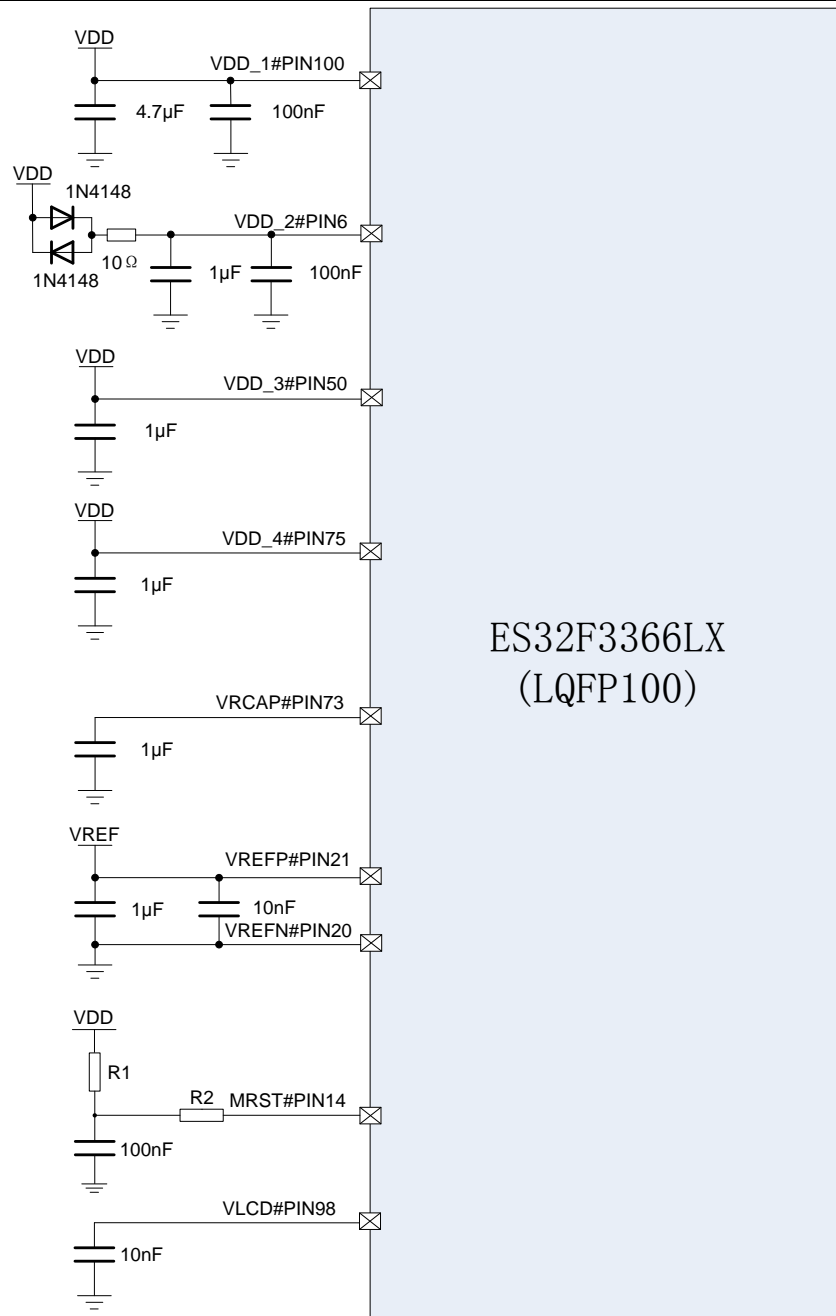 VDD
VDD_1#PIN100
4.7µF
100nF
VDD
1N4148
VDD_2#PIN6
10Ω
1µF
100nF
1N4148
VDD
VDD_3#PIN50
1µF
VDD
VDD_4#PIN75
1µF
ES32F3366LX
(LQFP100)
VRCAP#PIN73
1µF
VREF
VREFP#PIN21
1µF
10nF
VREFN#PIN20
VDD
R1
R2
MRST#PIN14
100nF
VLCD#PIN98
10nF